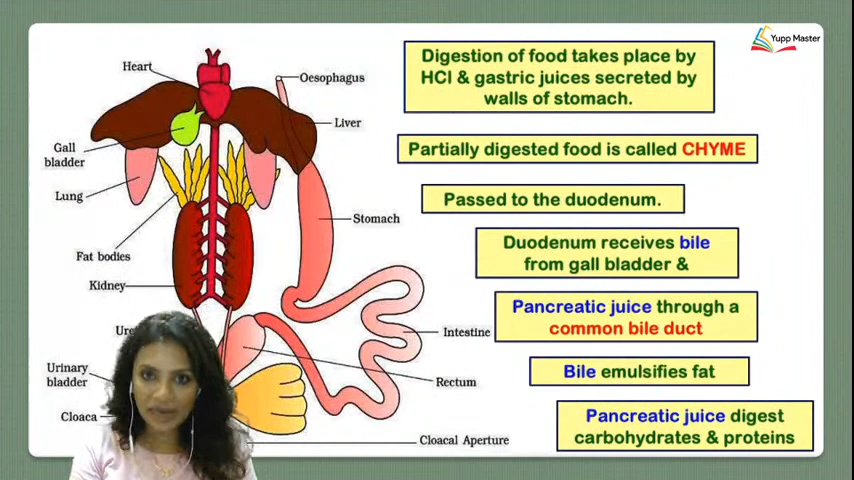 Yupp Master
Heart
Oesophagus
Liver
Gall
bladder
Lung
Stomach
Fat bodies
Kidney
Intestine
Urinary
bladder
Rectum
Cloaca
Cloacal Aperture
Digestion of food takes place by
HCl & gastric juices secreted by
walls of stomach.
Partially digested food is called CHYME
Passed to the duodenum.
Duodenum receives bile
from gall bladder &
Pancreatic juice through a
common bile duct
Bile emulsifies fat
Pancreatic juice digest
carbohydrates & proteins